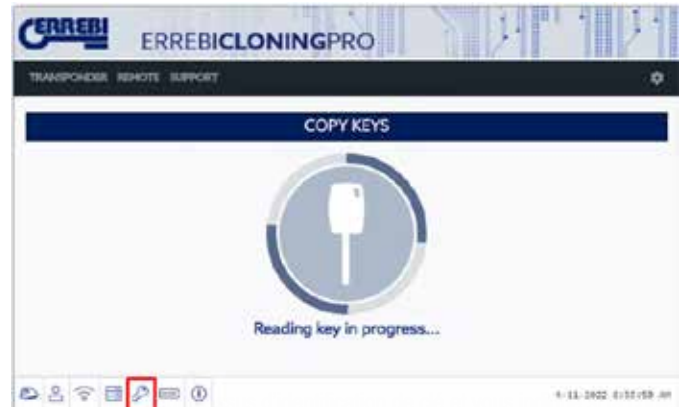 ERREBI
ERREBICLONINGPRO
TRANSPONDER REMOTE SUPPORT
COPY KEYS
Reading key in progress...